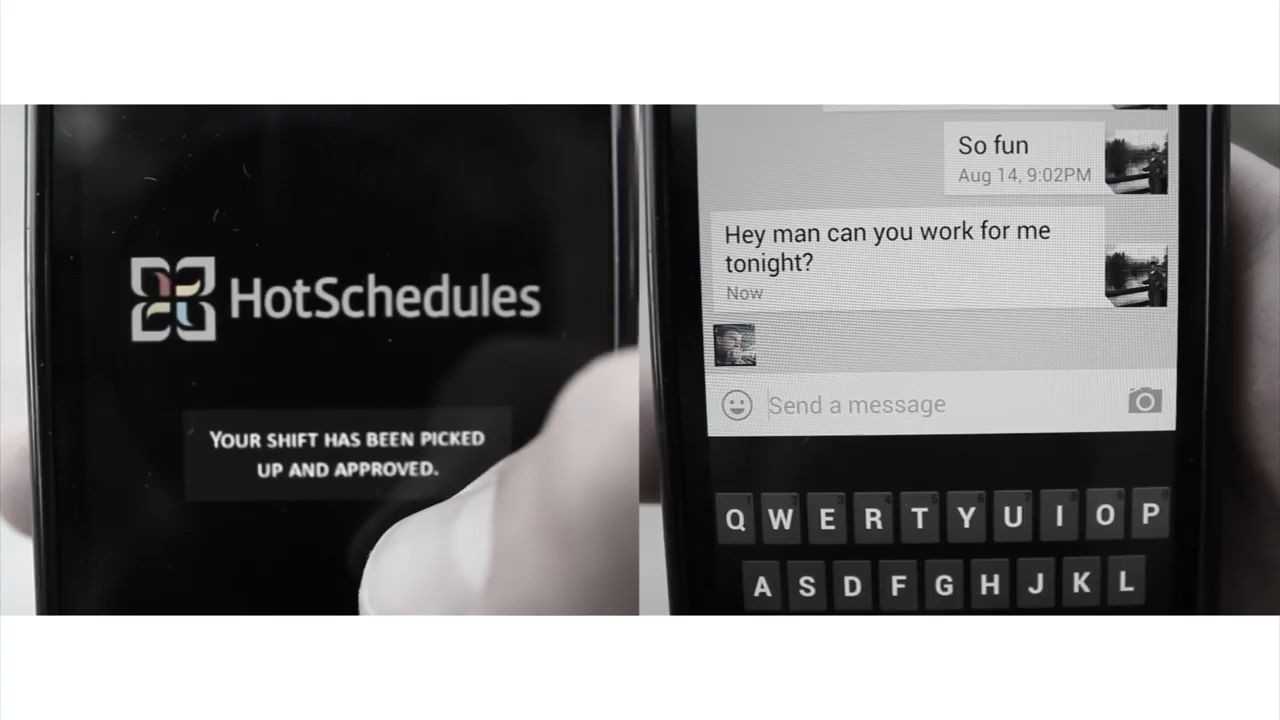 HotSchedules
YOUR SHIFT HAS BEEN PICKED
UP AND APPROVED.
So fun
Aug 14, 9:02PM
Hey man can you work for me
tonight?
Now
Send a message
Q W E R T Y U I O P
A S D F G H J K L